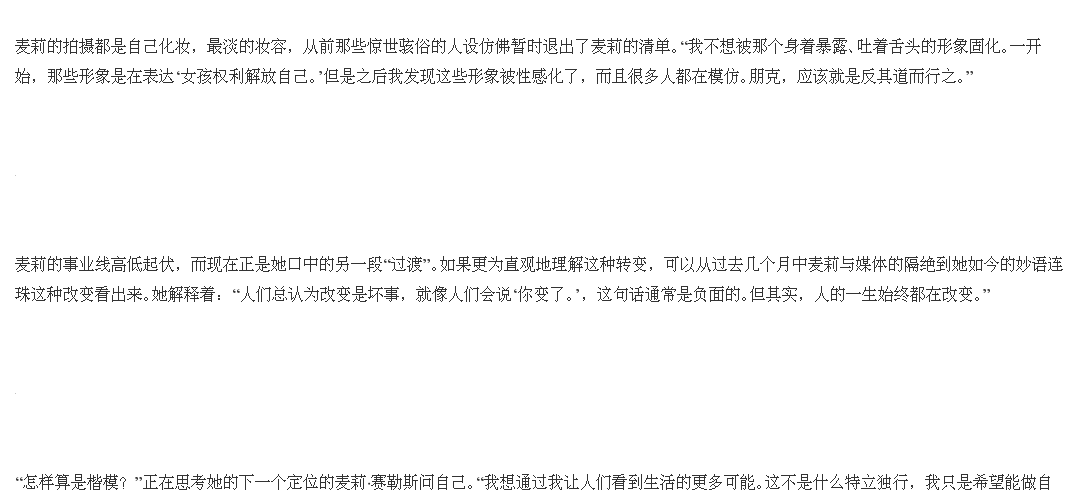 麦莉的拍摄都是自己化妆，最淡的妆容，从前那些惊世骇俗的人设仿佛暂时退出了麦莉的清单。“我不想被那个身着暴露、吐着舌头的形象固化。一开
始，那些形象是在表达‘女孩权利解放自己。’但是之后我发现这些形象被性感化了，而且很多人都在模仿。朋克，应该就是反其道而行之。”
麦莉的事业线高低起伏，而现在正是她口中的另一段“过渡”。如果更为直观地理解这种转变，可以从过去几个月中麦莉与媒体的隔绝到她如今的妙语连
珠这种改变看出来。她解释着：“人们总认为改变是坏事，就像人们会说‘你变了。’，这句话通常是负面的。但其实，人的一生始终都在改变。”
“怎样算是楷模？”正在思考她的下一个定位的麦莉·赛勒斯问自己。“我想通过我让人们看到生活的更多可能。这不是什么特立独行，我只是希望能做自